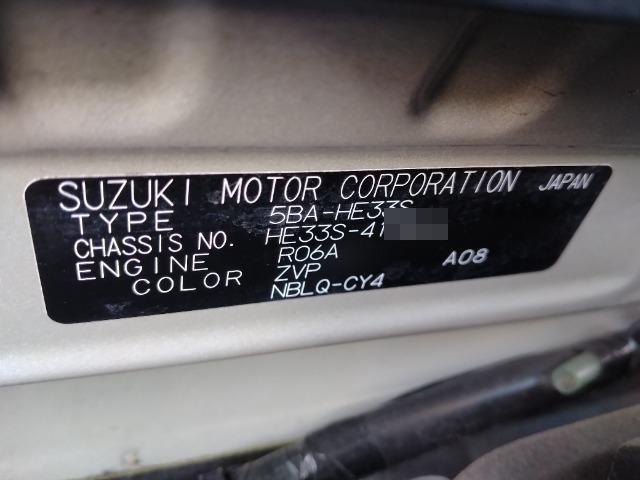 SUZUKI MOTOR CORPORATION JAPAN
TYPE 5BA-HE33S
CHASSIS NO. HE33S-41
ENGINE R06A A08
COLOR ZVP
NBLQ-CY4